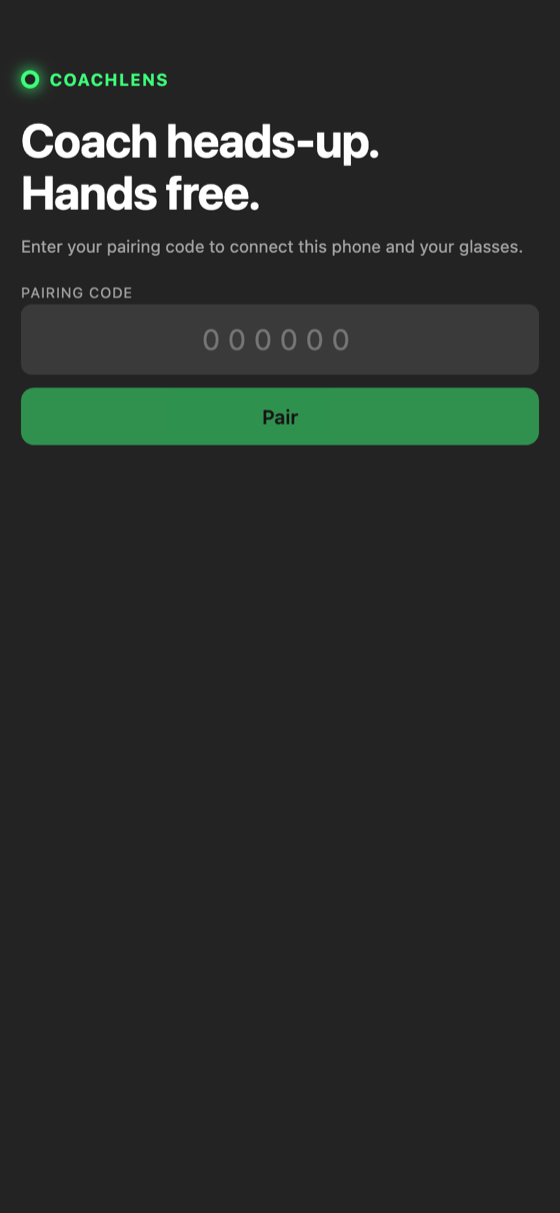 COACHLENS
Coach heads-up.
Hands free.
Enter your pairing code to connect this phone and your glasses.
PAIRING CODE
000000
Pair